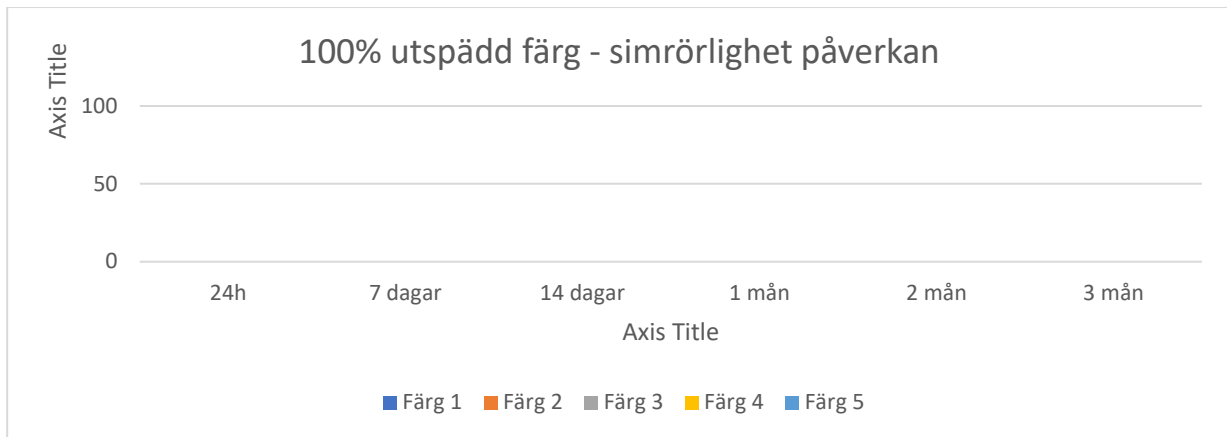 100% utspädd färg - simrörlighet påverkan
Axis Title
100
50
0
24h 7 dagar 14 dagar 1 mån 2 mån 3 mån
Axis Title
Färg 1 Färg 2 Färg 3 Färg 4 Färg 5